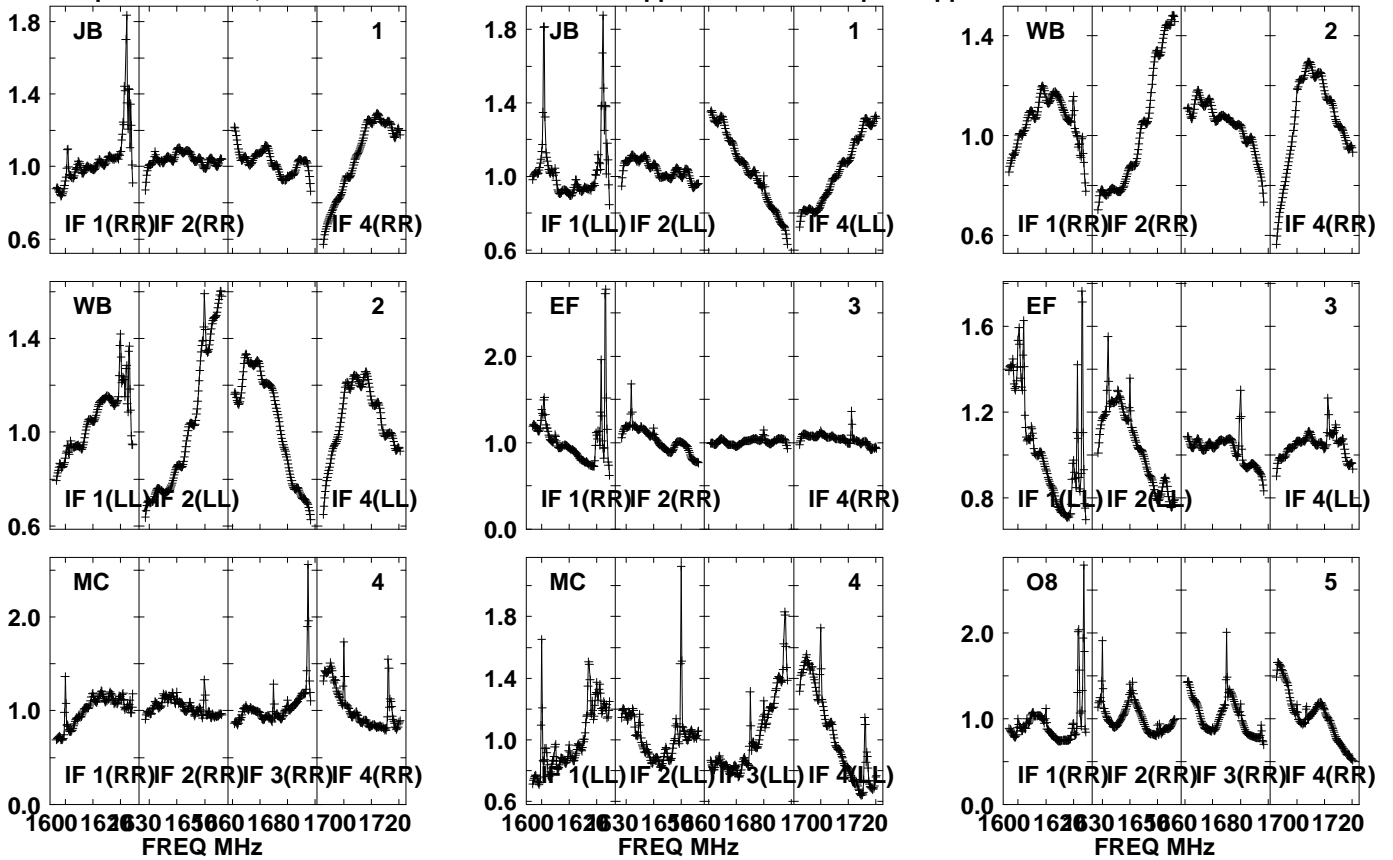 1.8
1.4
1.0
0.6
JB
1
IF 1(RR) IF 2(RR)
IF 4(RR)
1.8
1.4
1.0
0.6
JB
1
IF 1(LL) IF 2(LL)
IF 4(LL)
1.4
1.0
0.6
WB
2
IF 1(RR) IF 2(RR)
IF 4(RR)
1.4
1.0
0.6
WB
2
IF 1(LL) IF 2(LL)
IF 4(LL)
2.0
1.0
0.0
EF
3
IF 1(RR) IF 2(RR)
IF 4(RR)
1.6
1.2
0.8
EF
3
IF 1(LL) IF 2(LL)
IF 4(LL)
2.0
1.0
0.0
MC
4
IF 1(RR) IF 2(RR) IF 3(RR) IF 4(RR)
1600 1620 1630 1650 1660 1680 1700 1720
FREQ MHz
1.8
1.4
1.0
0.6
MC
4
IF 1(LL) IF 2(LL) IF 3(LL) IF 4(LL)
1600 1620 1630 1650 1660 1680 1700 1720
FREQ MHz
2.0
1.0
0.0
O8
5
IF 1(RR) IF 2(RR) IF 3(RR) IF 4(RR)
1600 1620 1630 1650 1660 1680 1700 1720
FREQ MHz